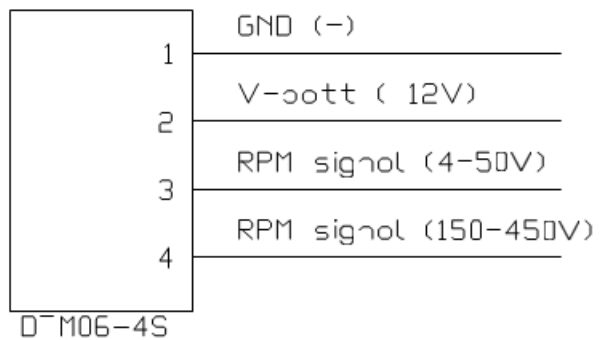 GND (-)
1
V-batt ( 12V)
2
RPM signal (4-50V)
3
RPM signal (150-450V)
4
DTM06-4S